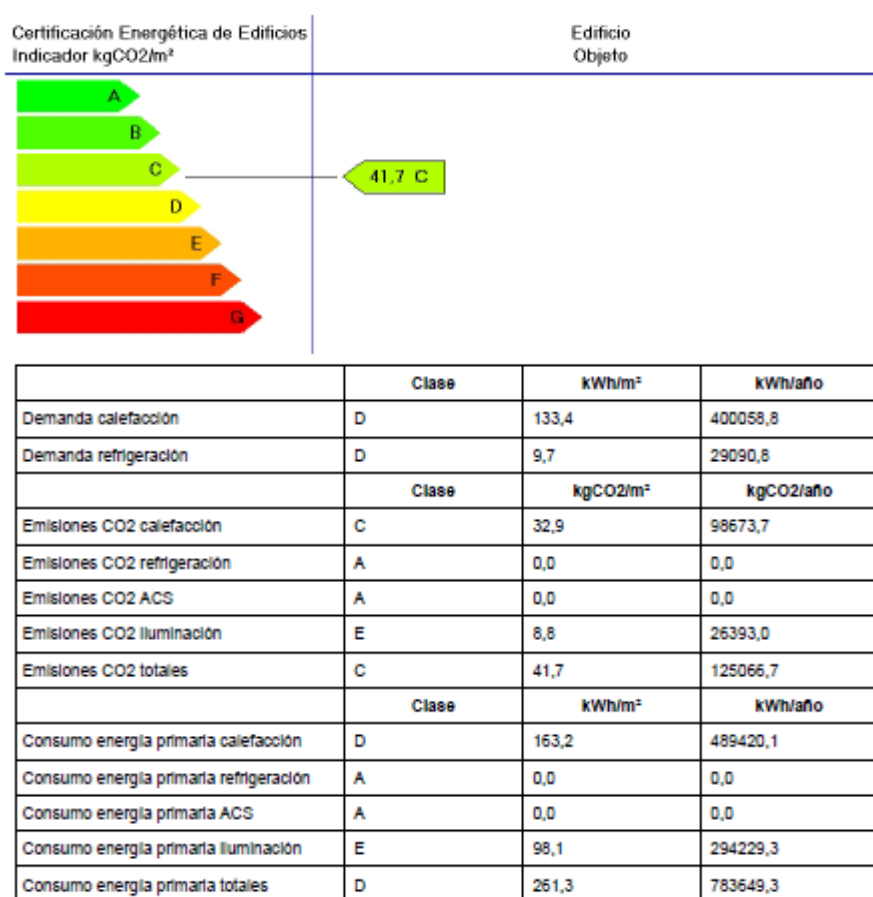 Certificación Energética de Edificios
Indicador kgCO2/m²
Edificio
Objeto
A
B
C
41,7 C
D
E
F
G
Clase kWh/m² kWh/año
Demanda calefacción D 133,4 400058,8
Demanda refrigeración D 9,7 29090,8
Clase kgCO2/m² kgCO2/año
Emisiones CO2 calefacción C 32,9 98673,7
Emisiones CO2 refrigeración A 0,0 0,0
Emisiones CO2 ACS A 0,0 0,0
Emisiones CO2 iluminación E 8,8 26393,0
Emisiones CO2 totales C 41,7 125066,7
Clase kWh/m² kWh/año
Consumo energía primaria calefacción D 163,2 489420,1
Consumo energía primaria refrigeración A 0,0 0,0
Consumo energía primaria ACS A 0,0 0,0
Consumo energía primaria iluminación E 98,1 294229,3
Consumo energía primaria totales D 261,3 783649,3